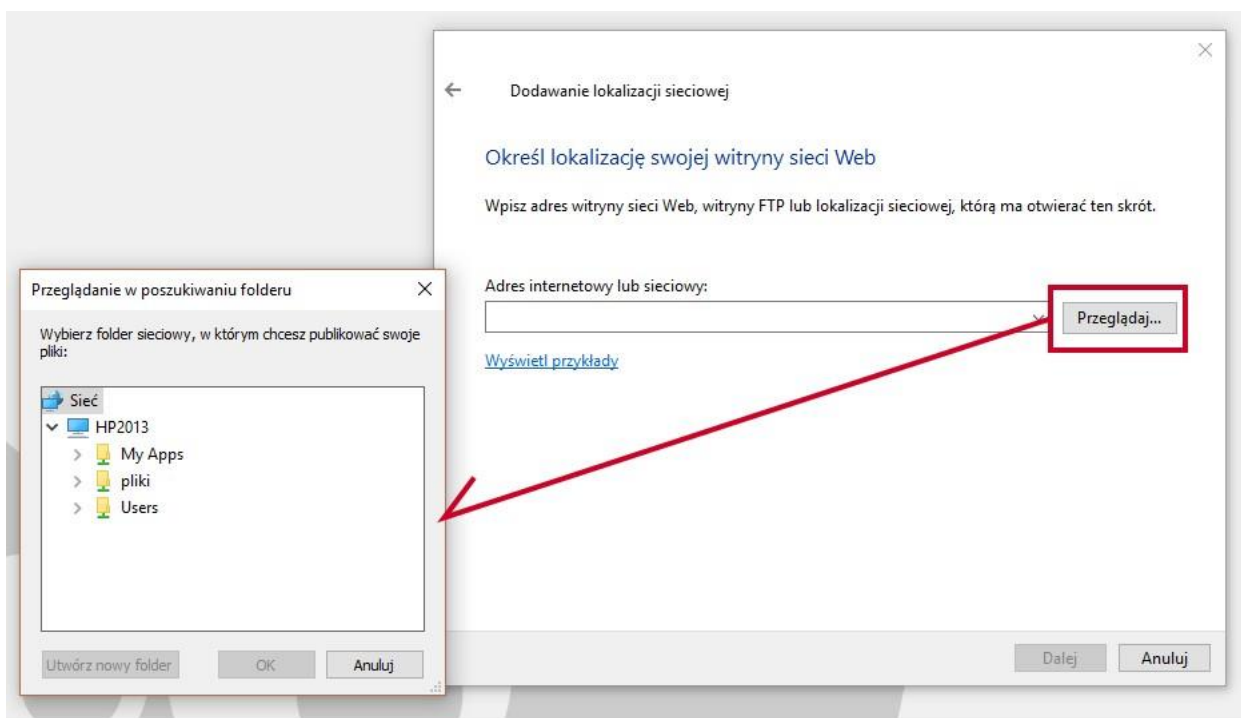 Dodawanie lokalizacji sieciowej
Określ lokalizację swojej witryny sieci Web
Wpisz adres witryny sieci Web, witryny FTP lub lokalizacji sieciowej, którą ma otwierać ten skrót.
Adres internetowy lub sieciowy:
Przeglądaj...
Wyświetl przykłady
Dalej
Anuluj
Przeglądanie w poszukiwaniu folderu
Wybierz folder sieciowy, w którym chcesz publikować swoje
pliki:
Sieć
HP2013
My Apps
pliki
Users
Utwórz nowy folder
OK
Anuluj